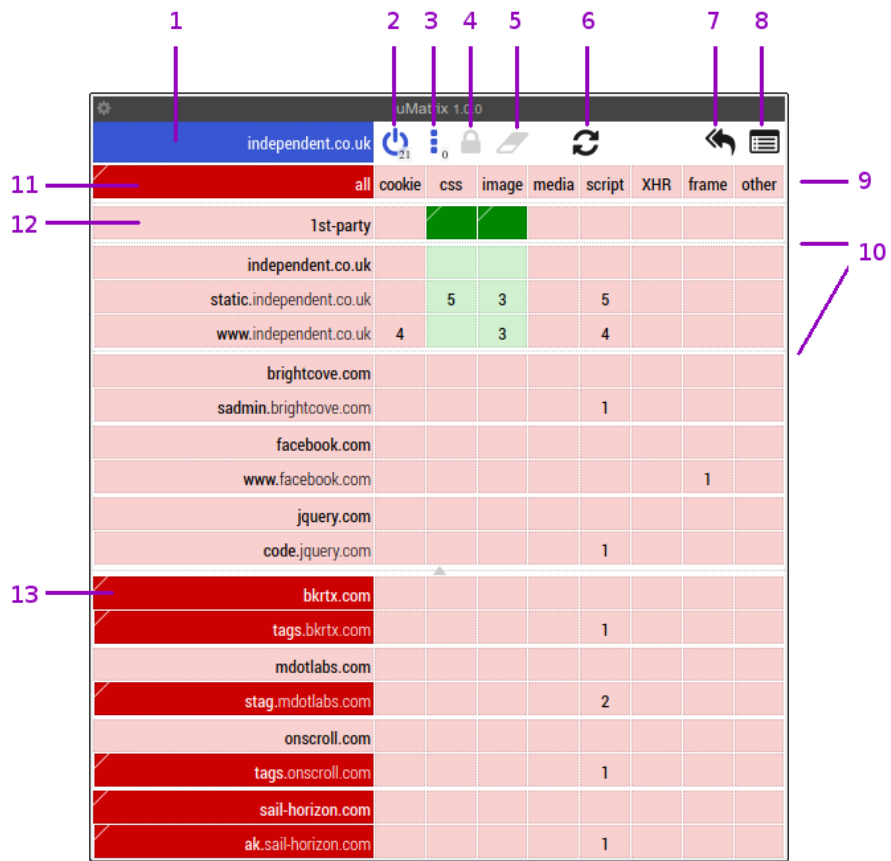 1 2 3 4 5 6 7 8
uMatrix 1.0.0
independent.co.uk 21 0
11 all cookie css image media script XHR frame other 9
12 1st-party
10
independent.co.uk
static.independent.co.uk 5 3 5
www.independent.co.uk 4 3 4
brightcove.com
sadmin.brightcove.com 1
facebook.com
www.facebook.com 1
jquery.com
code.jquery.com 1
13 bkrtx.com
tags.bkrtx.com 1
mdotlabs.com
stag.mdotlabs.com 2
onscroll.com
tags.onscroll.com 1
sail-horizon.com
ak.sail-horizon.com 1